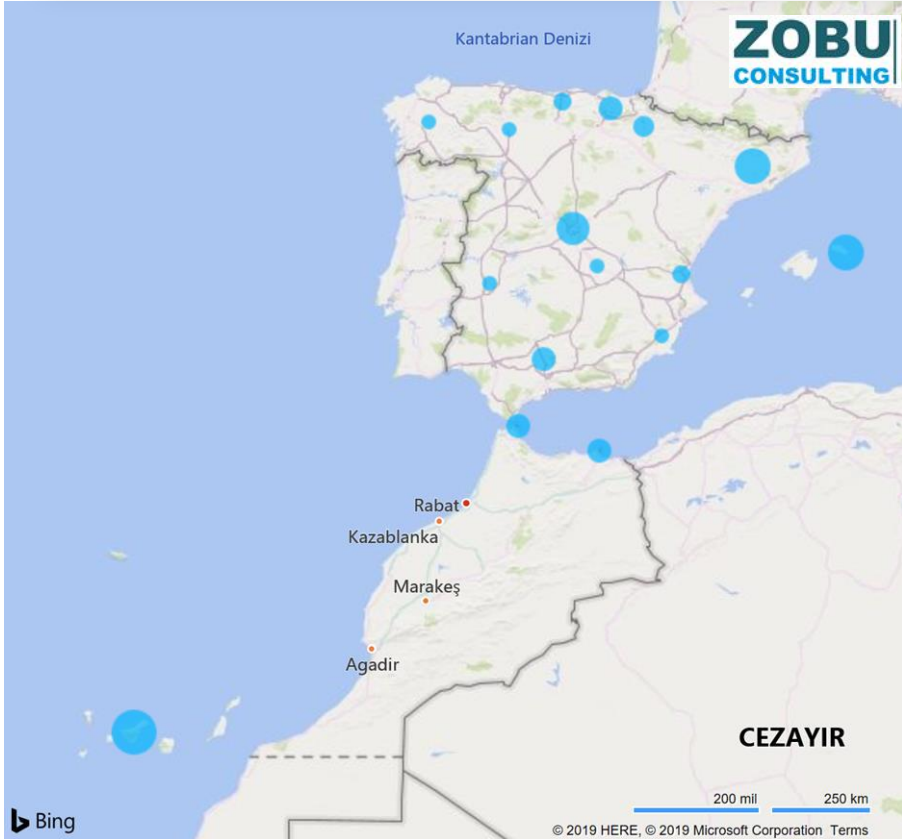 Kantabrian Denizi
ZOBU
CONSULTING
Rabat
Kazablanka
Marakeş
Agadir
CEZAYIR
200 mil
250 km
Bing
© 2019 HERE, © 2019 Microsoft Corporation Terms